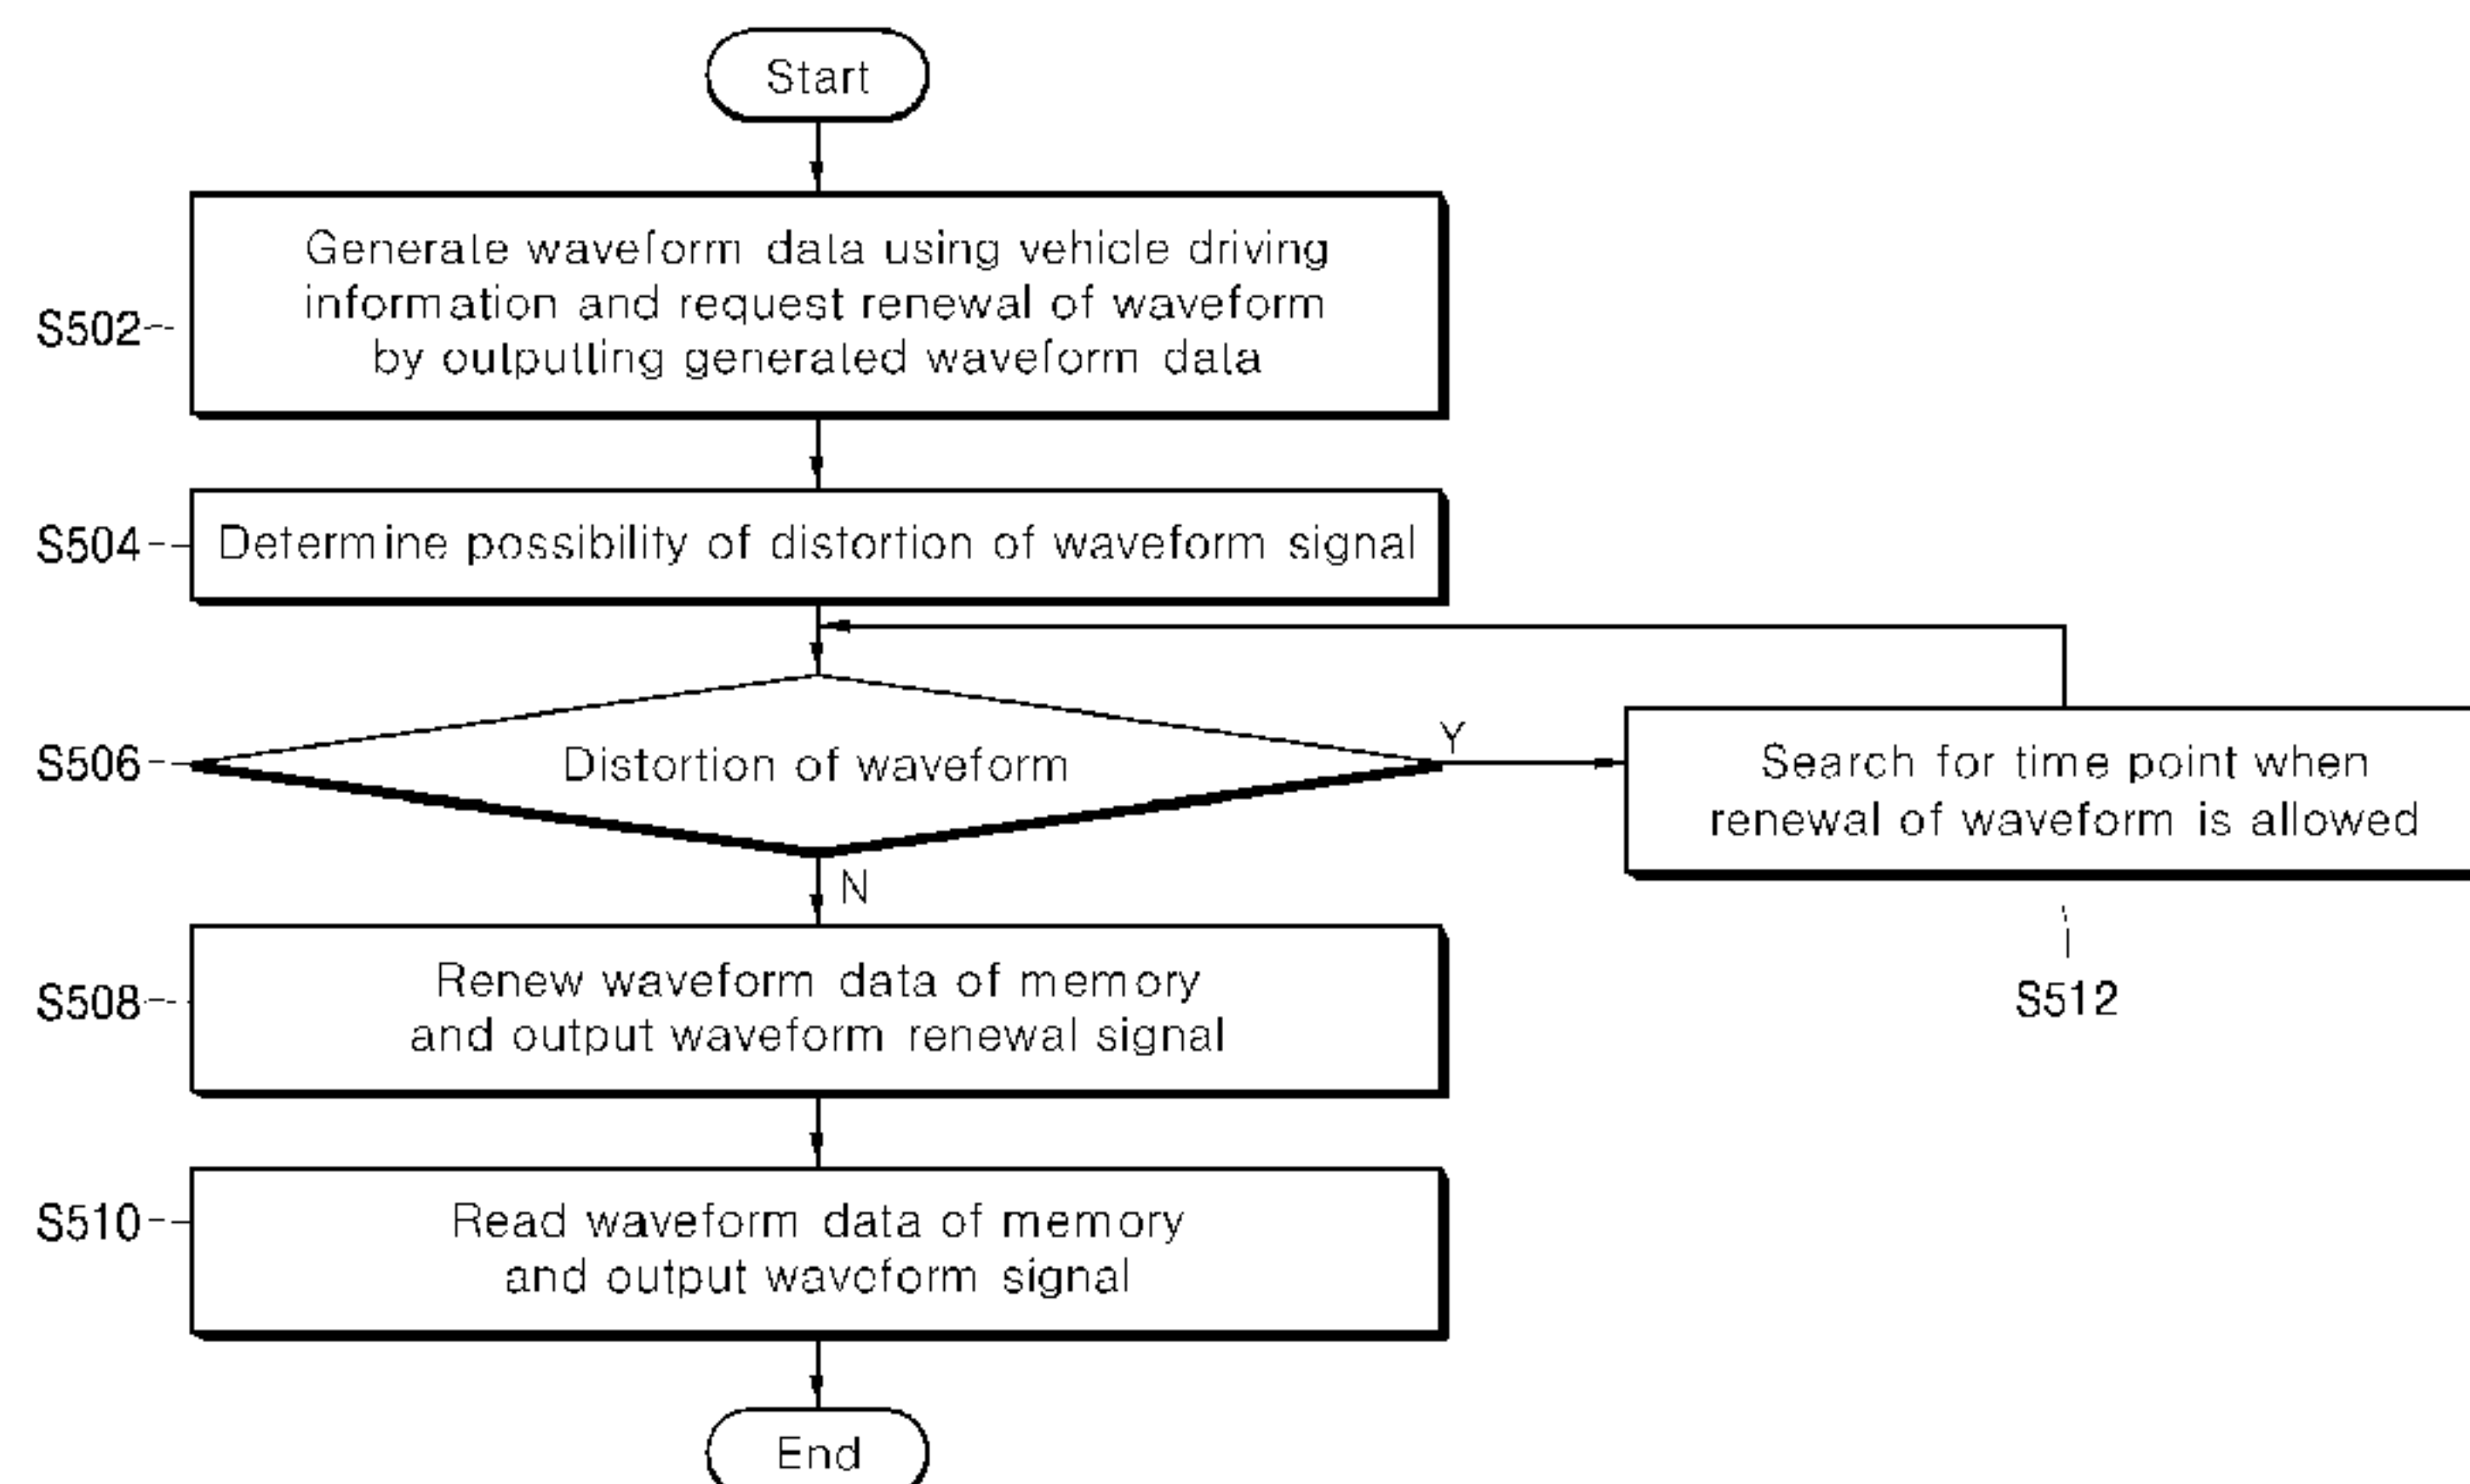 Start
S502
Generate waveform data using vehicle driving
information and request renewal of waveform
by outputting generated waveform data
S504
Determine possibility of distortion of waveform signal
S506
Distortion of waveform
Y
Search for time point when
renewal of waveform is allowed
S512
N
S508
Renew waveform data of memory
and output waveform renewal signal
S510
Read waveform data of memory
and output waveform signal
End